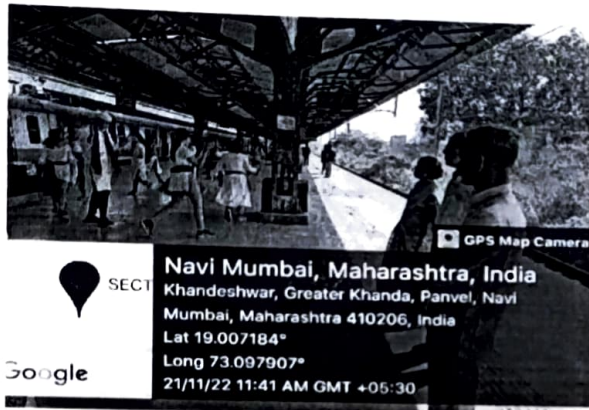 GPS Map Camera
SECT
Google
Navi Mumbai, Maharashtra, India
Khandeshwar, Greater Khanda, Panvel, Navi
Mumbai, Maharashtra 410206, India
Lat 19.007184°
Long 73.097907°
21/11/22 11:41 AM GMT +05:30